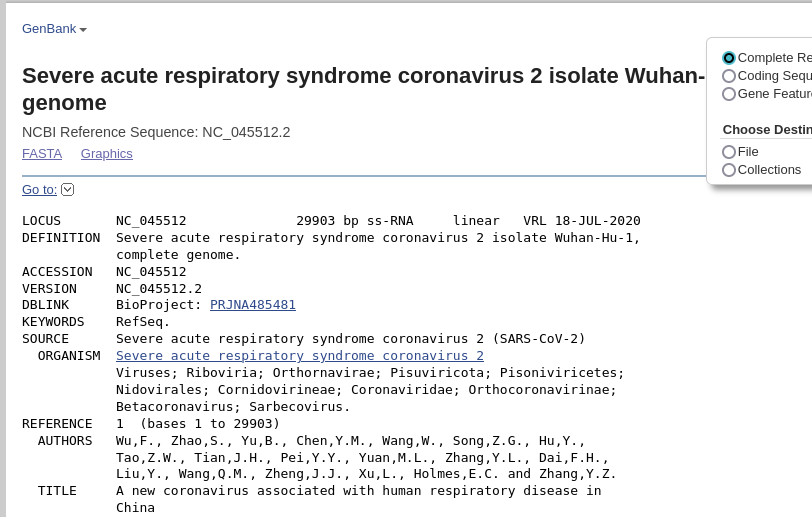 GenBank
Severe acute respiratory syndrome coronavirus 2 isolate Wuhan-
genome
NCBI Reference Sequence: NC_045512.2
FASTA Graphics
Complete Re
Coding Sequ
Gene Feature
Choose Destin
File
Collections
Go to:
LOCUS       NC_045512              29903 bp ss-RNA     linear   VRL 18-JUL-2020
DEFINITION  Severe acute respiratory syndrome coronavirus 2 isolate Wuhan-Hu-1,
            complete genome.
ACCESSION   NC_045512
VERSION     NC_045512.2
DBLINK      BioProject: PRJNA485481
KEYWORDS    RefSeq.
SOURCE      Severe acute respiratory syndrome coronavirus 2 (SARS-CoV-2)
  ORGANISM  Severe acute respiratory syndrome coronavirus 2
            Viruses; Riboviria; Orthornavirae; Pisuviricota; Pisoniviricetes;
            Nidovirales; Cornidovirineae; Coronaviridae; Orthocoronavirinae;
            Betacoronavirus; Sarbecovirus.
REFERENCE   1  (bases 1 to 29903)
  AUTHORS   Wu,F., Zhao,S., Yu,B., Chen,Y.M., Wang,W., Song,Z.G., Hu,Y.,
            Tao,Z.W., Tian,J.H., Pei,Y.Y., Yuan,M.L., Zhang,Y.L., Dai,F.H.,
            Liu,Y., Wang,Q.M., Zheng,J.J., Xu,L., Holmes,E.C. and Zhang,Y.Z.
  TITLE     A new coronavirus associated with human respiratory disease in
            China